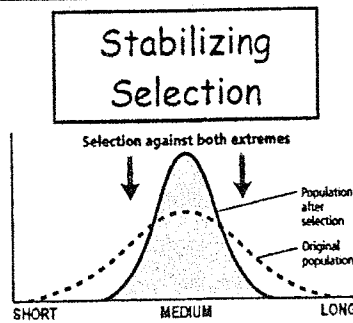 Stabilizing
Selection
Selection against both extremes
Population
after
selection
Original
population
SHORT MEDIUM LONG